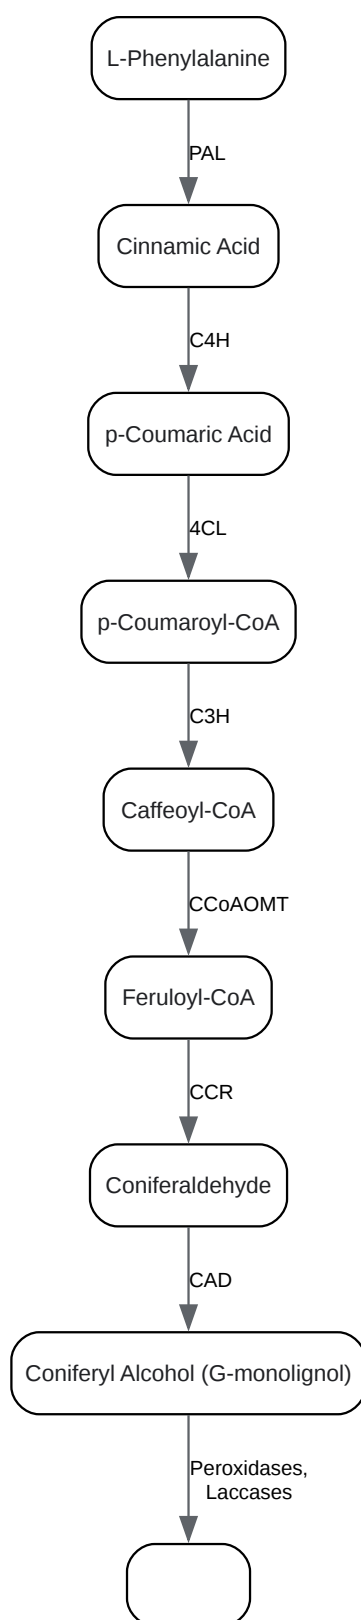 L-Phenylalanine
PAL
Cinnamic Acid
C4H
p-Coumaric Acid
4CL
p-Coumaroyl-CoA
C3H
Caffeoyl-CoA
CCoAOMT
Feruloyl-CoA
CCR
Coniferaldehyde
CAD
Coniferyl Alcohol (G-monolignol)
Peroxidases,
Laccases